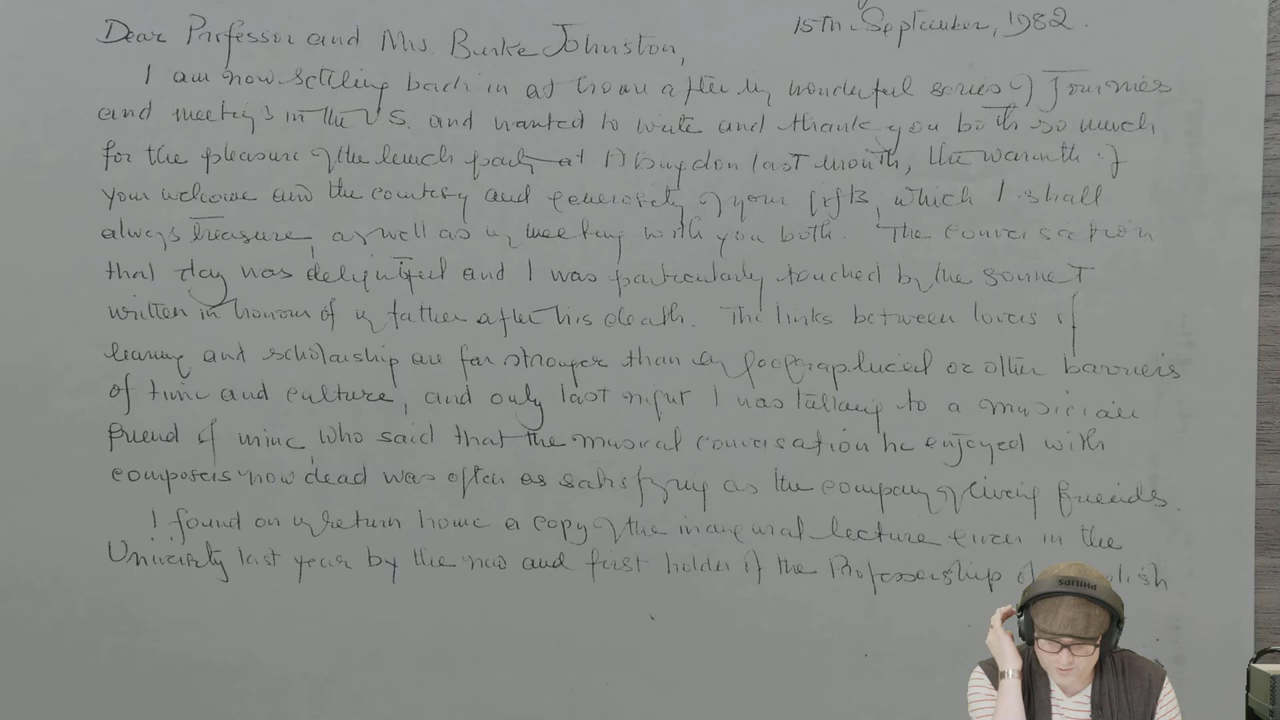 15th September, 1982.
Dear Professor and Mrs. Burke Johnston,
I am now settling back in at home after my wonderful series of journies
and meetings in the U.S. and wanted to write and thank you both so much
for the pleasure of the lunch party at Abingdon last month, the warmth of
your welcome and the courtesy and generosity of your gifts, which I shall
always treasure, as well as my meeting with you both. The conversation
that day was delightful and I was particularly touched by the sonnet
written in honour of my father after his death. The links between lovers of
learning and scholarship are far stronger than any geographical or other barriers
of time and culture, and only last night I was talking to a musician
friend of mine, who said that the musical conversation he enjoyed with
composers now dead was often as satisfying as the company of living friends.
I found on my return home a copy of the inaugural lecture given in the
University last year by the new and first holder of the Professorship of
PHILIPS